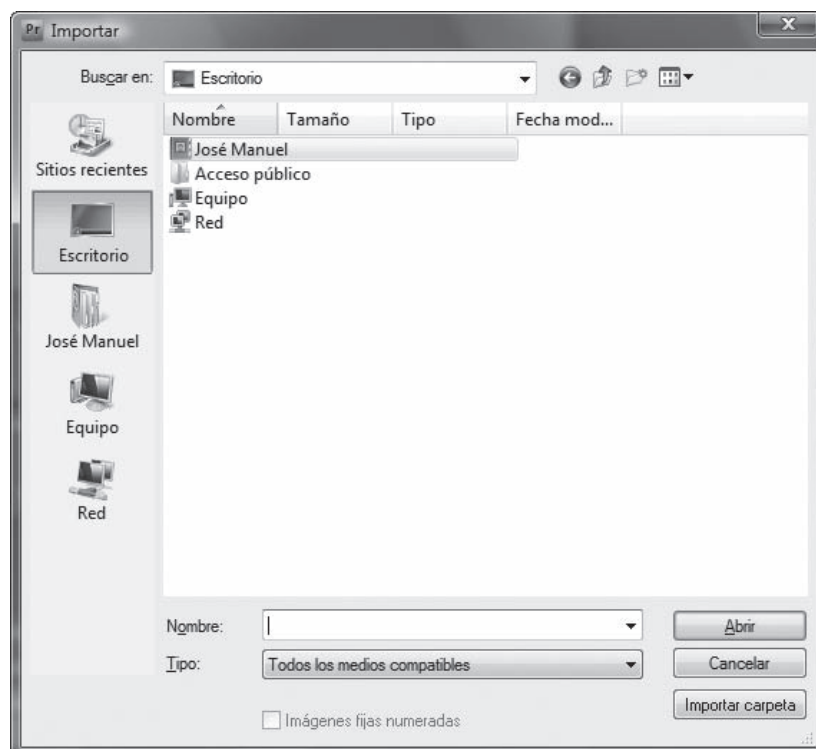 Pr Importar
X
Buscar en: Escritorio
Nombre Tamaño Tipo Fecha mod...
Sitios recientes
Escritorio
José Manuel
Equipo
Red
José Manuel
Acceso público
Equipo
Red
Nombre: Abrir
Tipo: Todos los medios compatibles Cancelar
Importar carpeta
Imágenes fijas numeradas